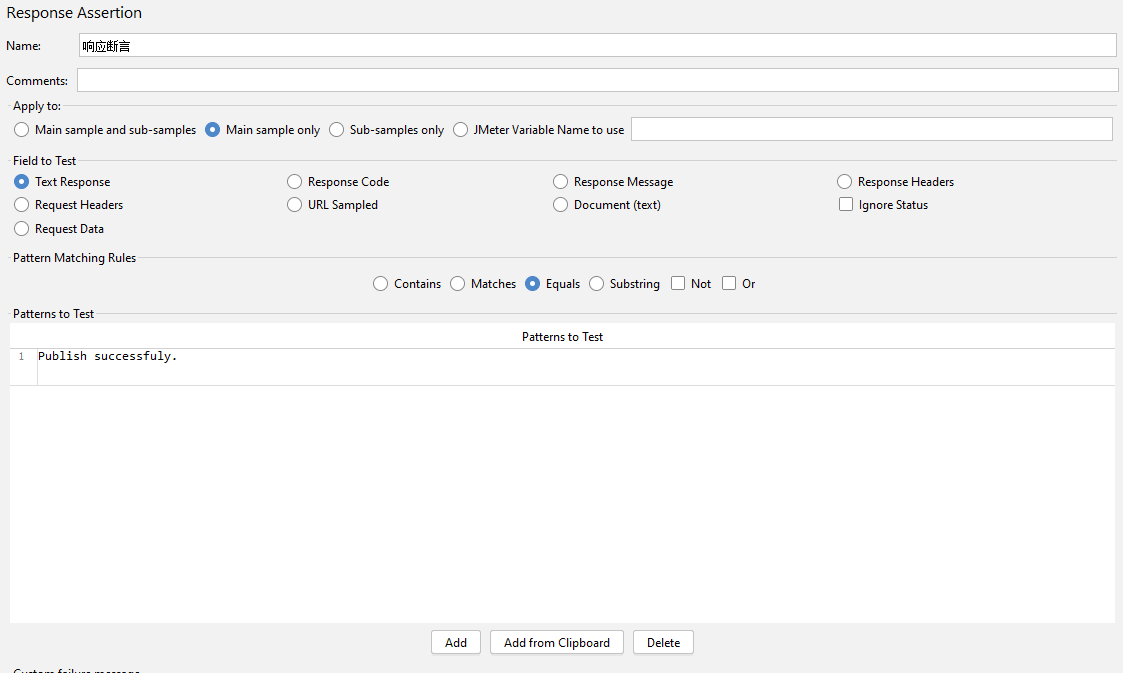 Response Assertion
Name: 响应断言
Comments:
Apply to:
Main sample and sub-samples Main sample only Sub-samples only JMeter Variable Name to use
Field to Test
Text Response Response Code Response Message Response Headers
Request Headers URL Sampled Document (text) Ignore Status
Request Data
Pattern Matching Rules
Contains Matches Equals Substring Not Or
Patterns to Test
Patterns to Test
1 Publish successfuly.
Add Add from Clipboard Delete
Custom failure message